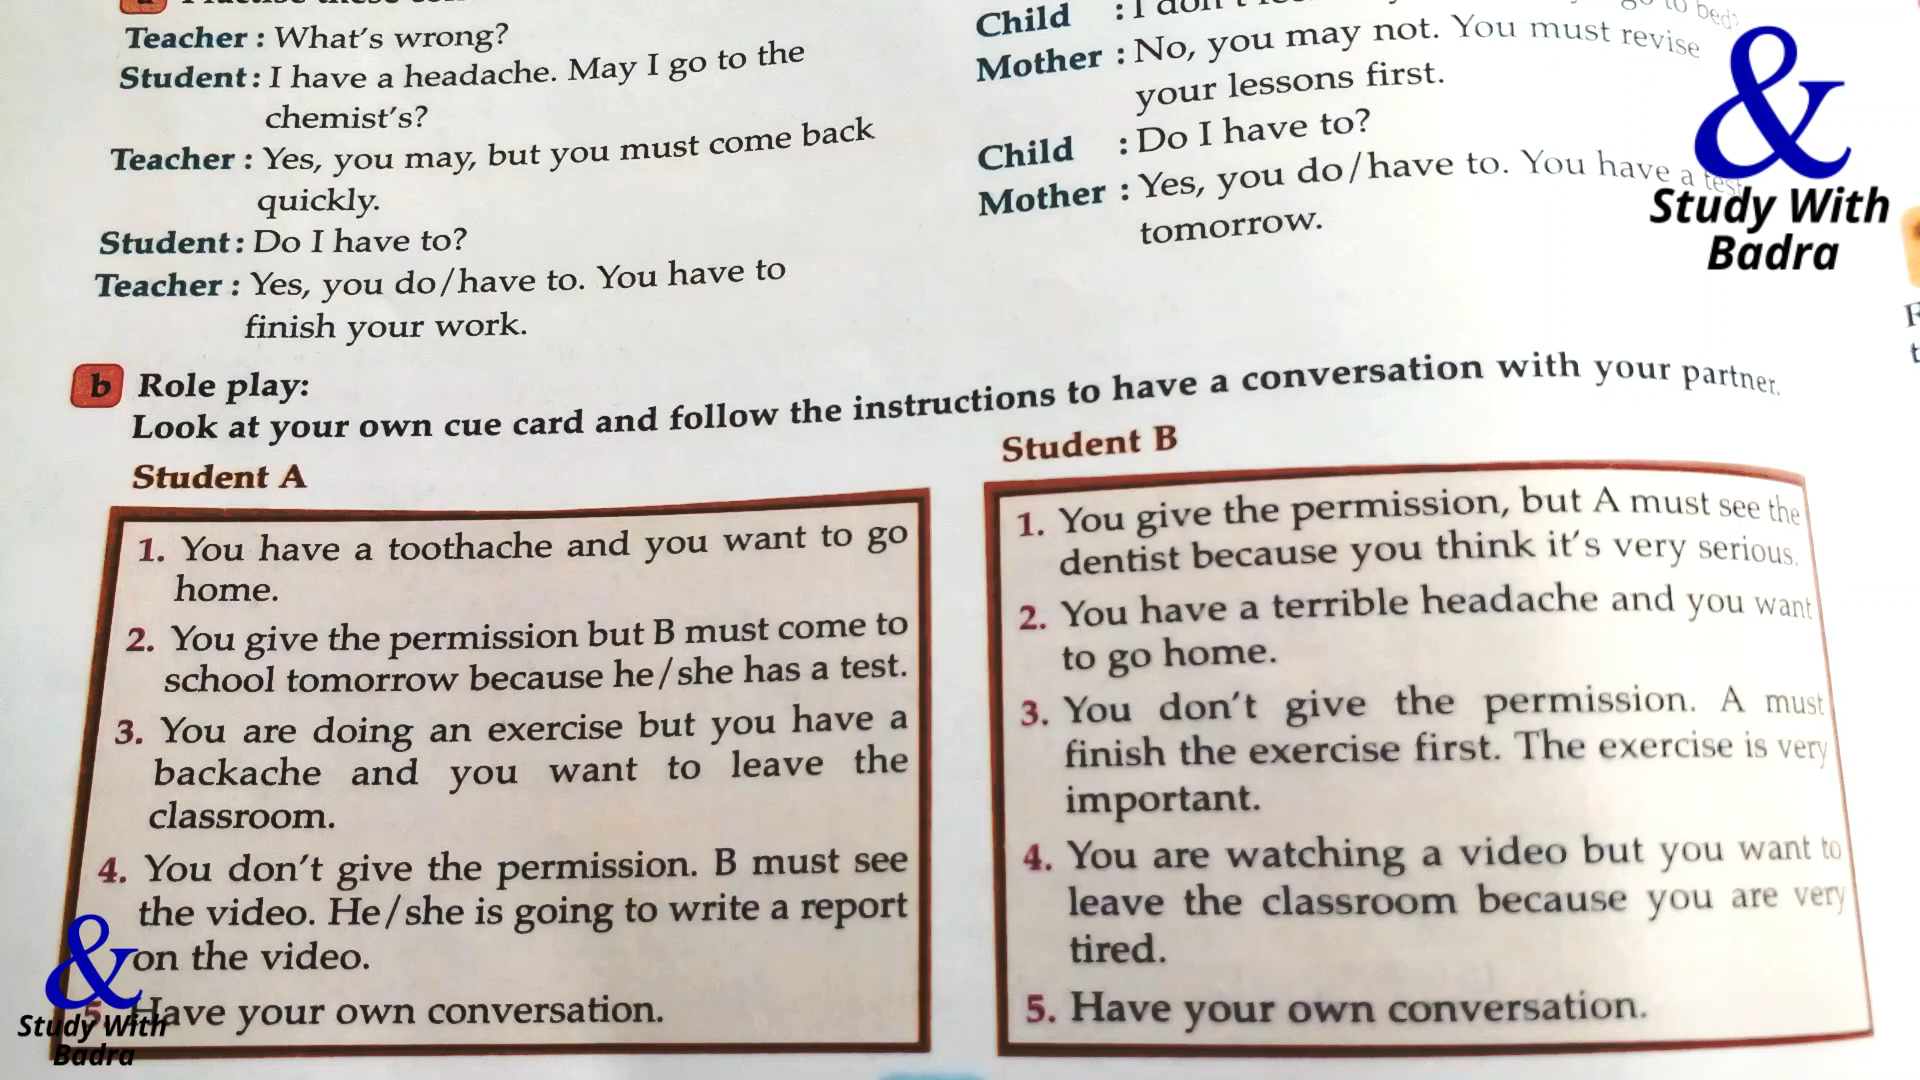 Teacher : What's wrong?
Student : I have a headache. May I go to the
chemist's?
Teacher : Yes, you may, but you must come back
quickly.
Student : Do I have to?
Teacher : Yes, you do/have to. You have to
finish your work.
Child : I don't
to bed?
Mother : No, you may not. You must revise
your lessons first.
Child : Do I have to?
Mother : Yes, you do/have to. You have a test
tomorrow.
&
Study With
Badra
b Role play:
Look at your own cue card and follow the instructions to have a conversation with your partner.
Student A
1. You have a toothache and you want to go
home.
2. You give the permission but B must come to
school tomorrow because he/she has a test.
3. You are doing an exercise but you have a
backache and you want to leave the
classroom.
4. You don't give the permission. B must see
the video. He/she is going to write a report
on the video.
5. Have your own conversation.
Student B
1. You give the permission, but A must see the
dentist because you think it's very serious.
2. You have a terrible headache and you want
to go home.
3. You don't give the permission. A must
finish the exercise first. The exercise is very
important.
4. You are watching a video but you want to
leave the classroom because you are very
tired.
5. Have your own conversation.
&
Study With
Badra